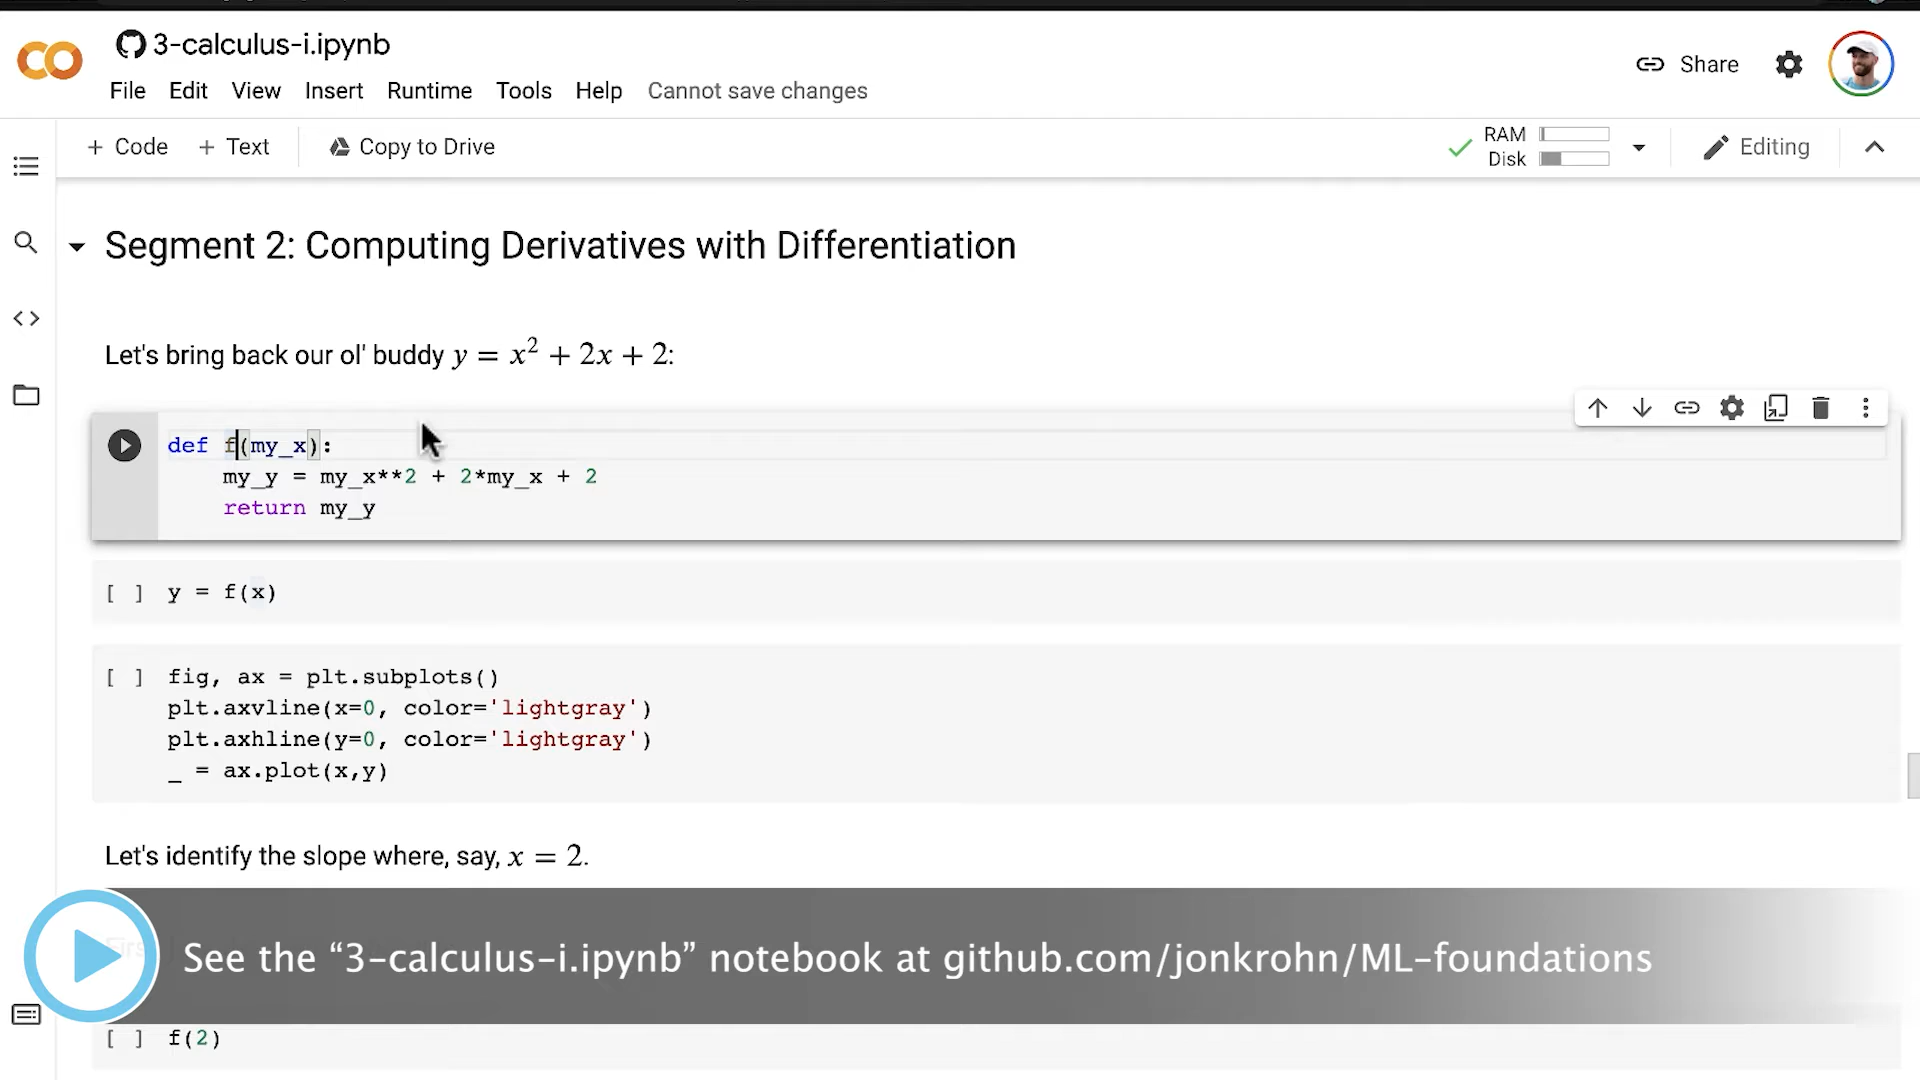 3-calculus-i.ipynb
File Edit View Insert Runtime Tools Help Cannot save changes
Share
+ Code + Text Copy to Drive
RAM
Disk
Editing
Segment 2: Computing Derivatives with Differentiation
Let's bring back our ol' buddy y = x² + 2x + 2:
def f(my_x):
my_y = my_x**2 + 2*my_x + 2
return my_y
[ ] y = f(x)
[ ] fig, ax = plt.subplots()
plt.axvline(x=0, color='lightgray')
plt.axhline(y=0, color='lightgray')
_ = ax.plot(x,y)
Let's identify the slope where, say, x = 2.
See the “3-calculus-i.ipynb” notebook at github.com/jonkrohn/ML-foundations
[ ] f(2)